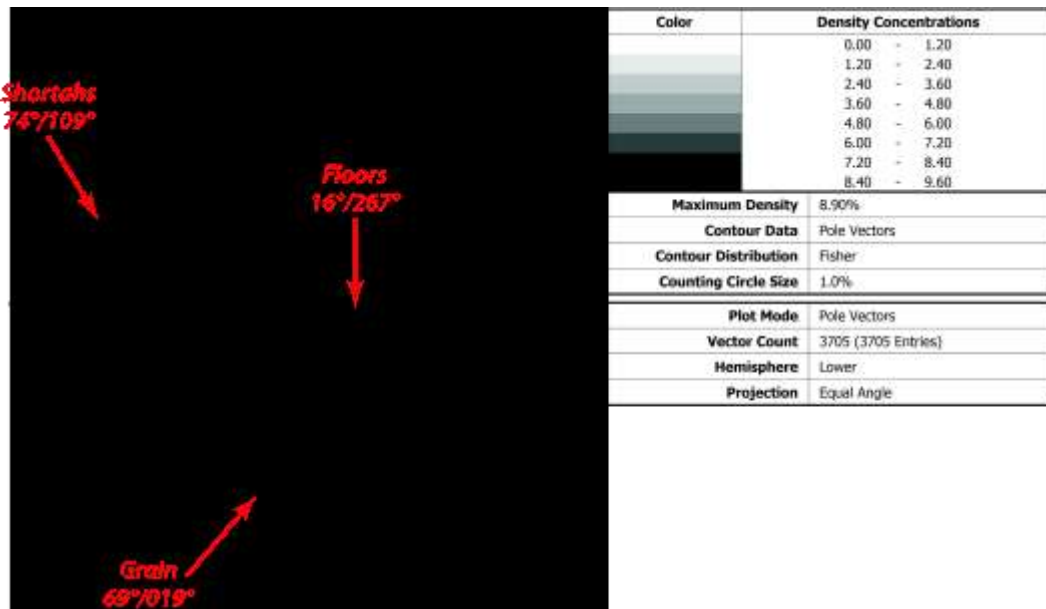 Shortahs
74°/109°
Floors
16°/267°
Grain
69°/019°
Color Density Concentrations
0.00 - 1.20
1.20 - 2.40
2.40 - 3.60
3.60 - 4.80
4.80 - 6.00
6.00 - 7.20
7.20 - 8.40
8.40 - 9.60
Maximum Density 8.90%
Contour Data Pole Vectors
Contour Distribution Fisher
Counting Circle Size 1.0%
Plot Mode Pole Vectors
Vector Count 3705 (3705 Entries)
Hemisphere Lower
Projection Equal Angle